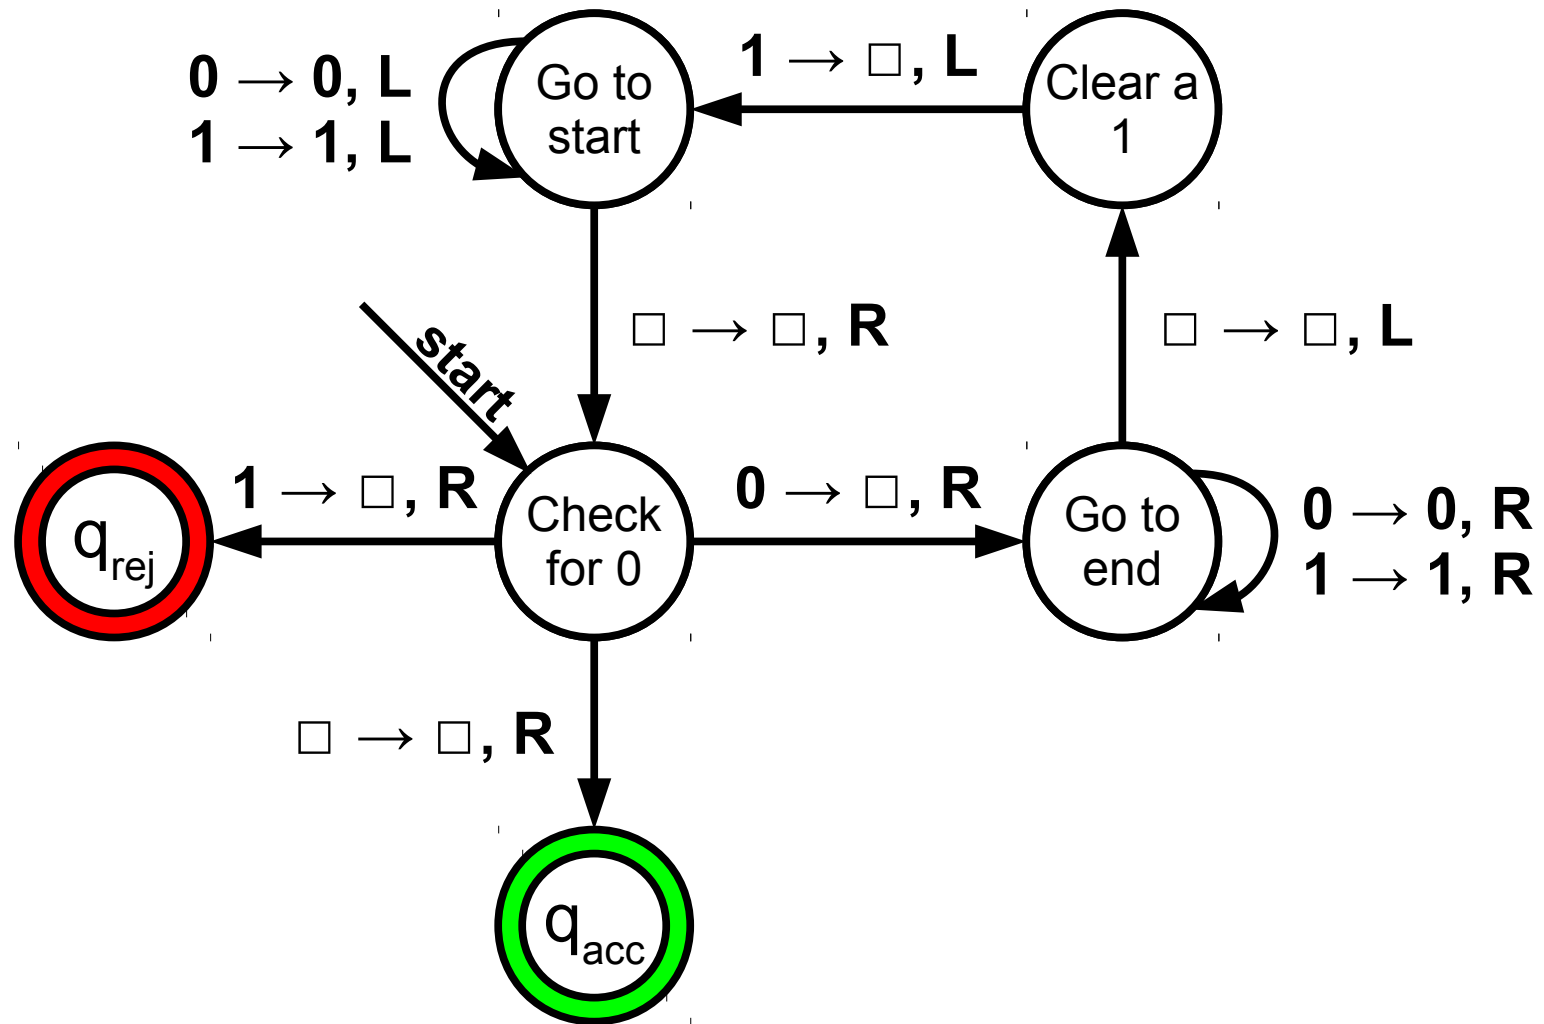 0 → 0, L
1 → 1, L
Go to
start
1 → □, L
Clear a
1
□ → □, R
□ → □, L
start
q_rej
1 → □, R
Check
for 0
0 → □, R
Go to
end
0 → 0, R
1 → 1, R
□ → □, R
q_acc